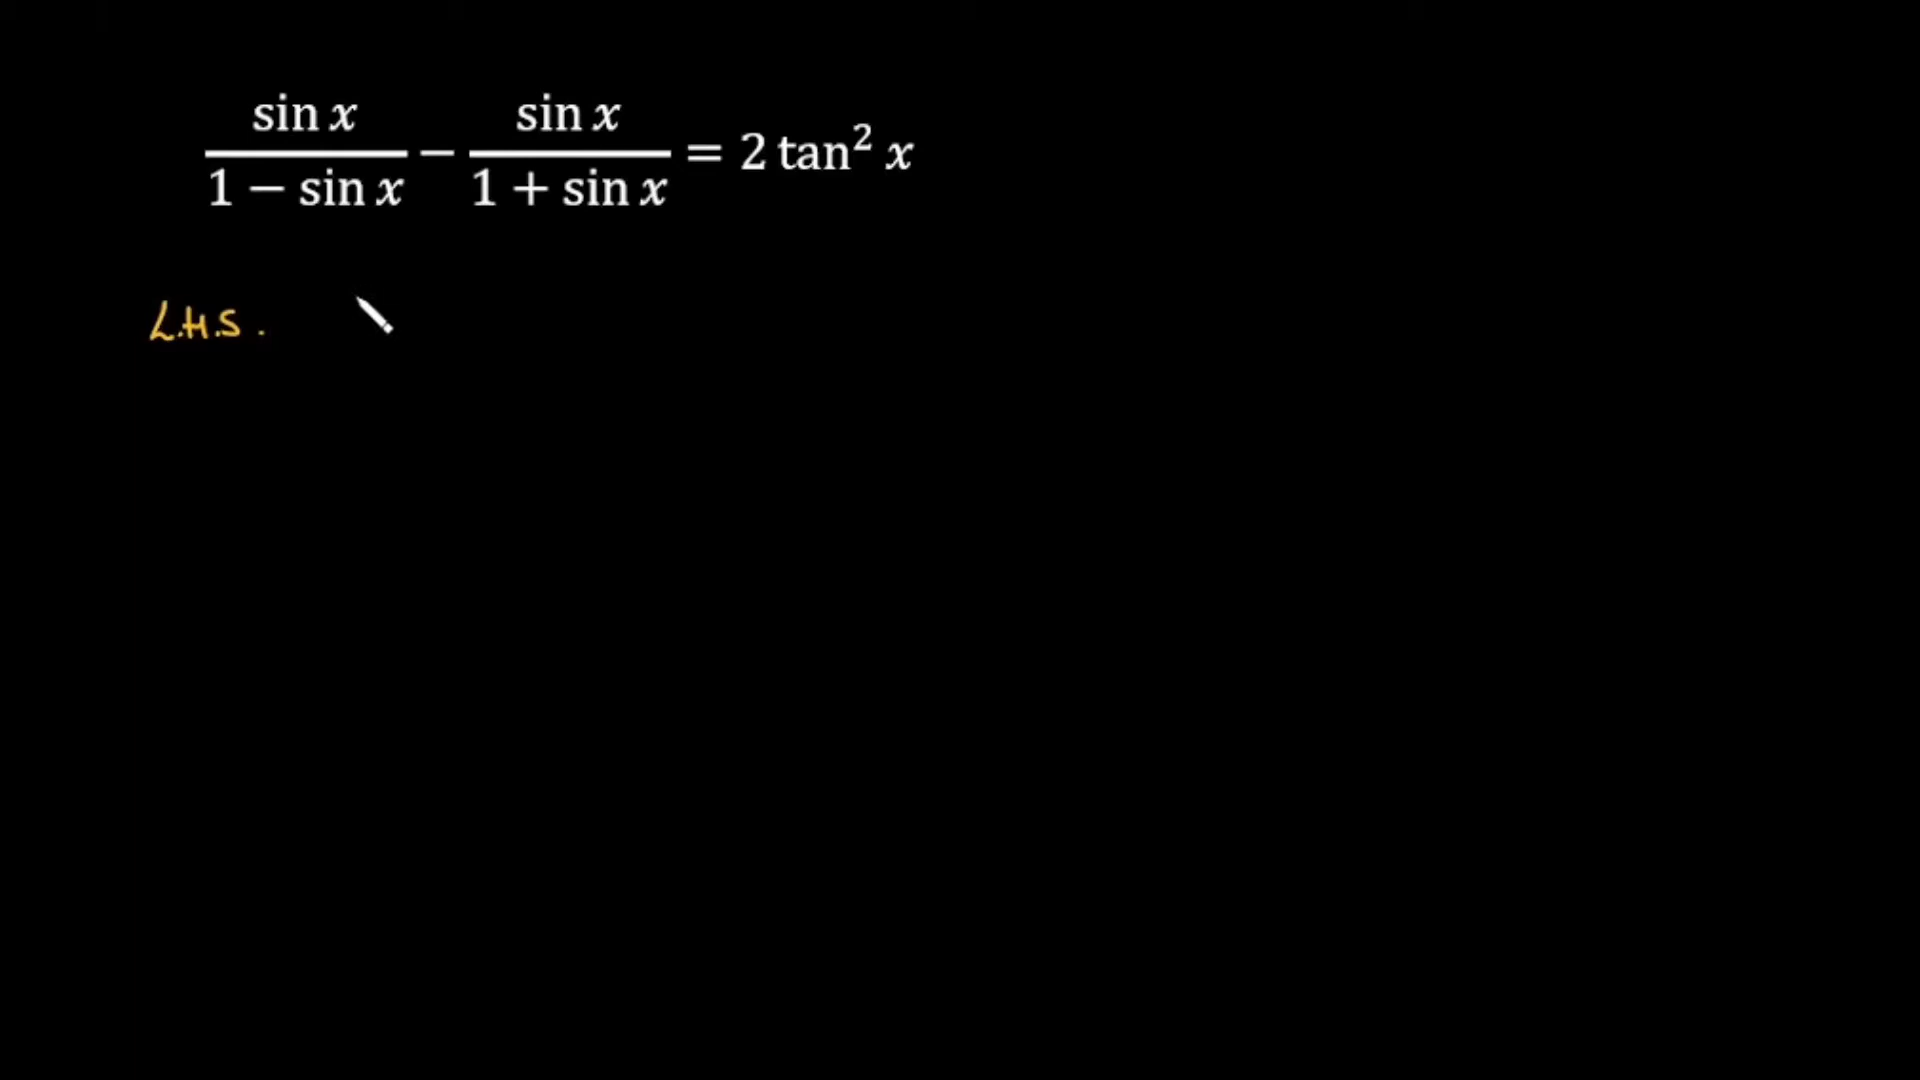 sin x / 1 − sin x − sin x / 1 + sin x = 2 tan² x
L.H.S.